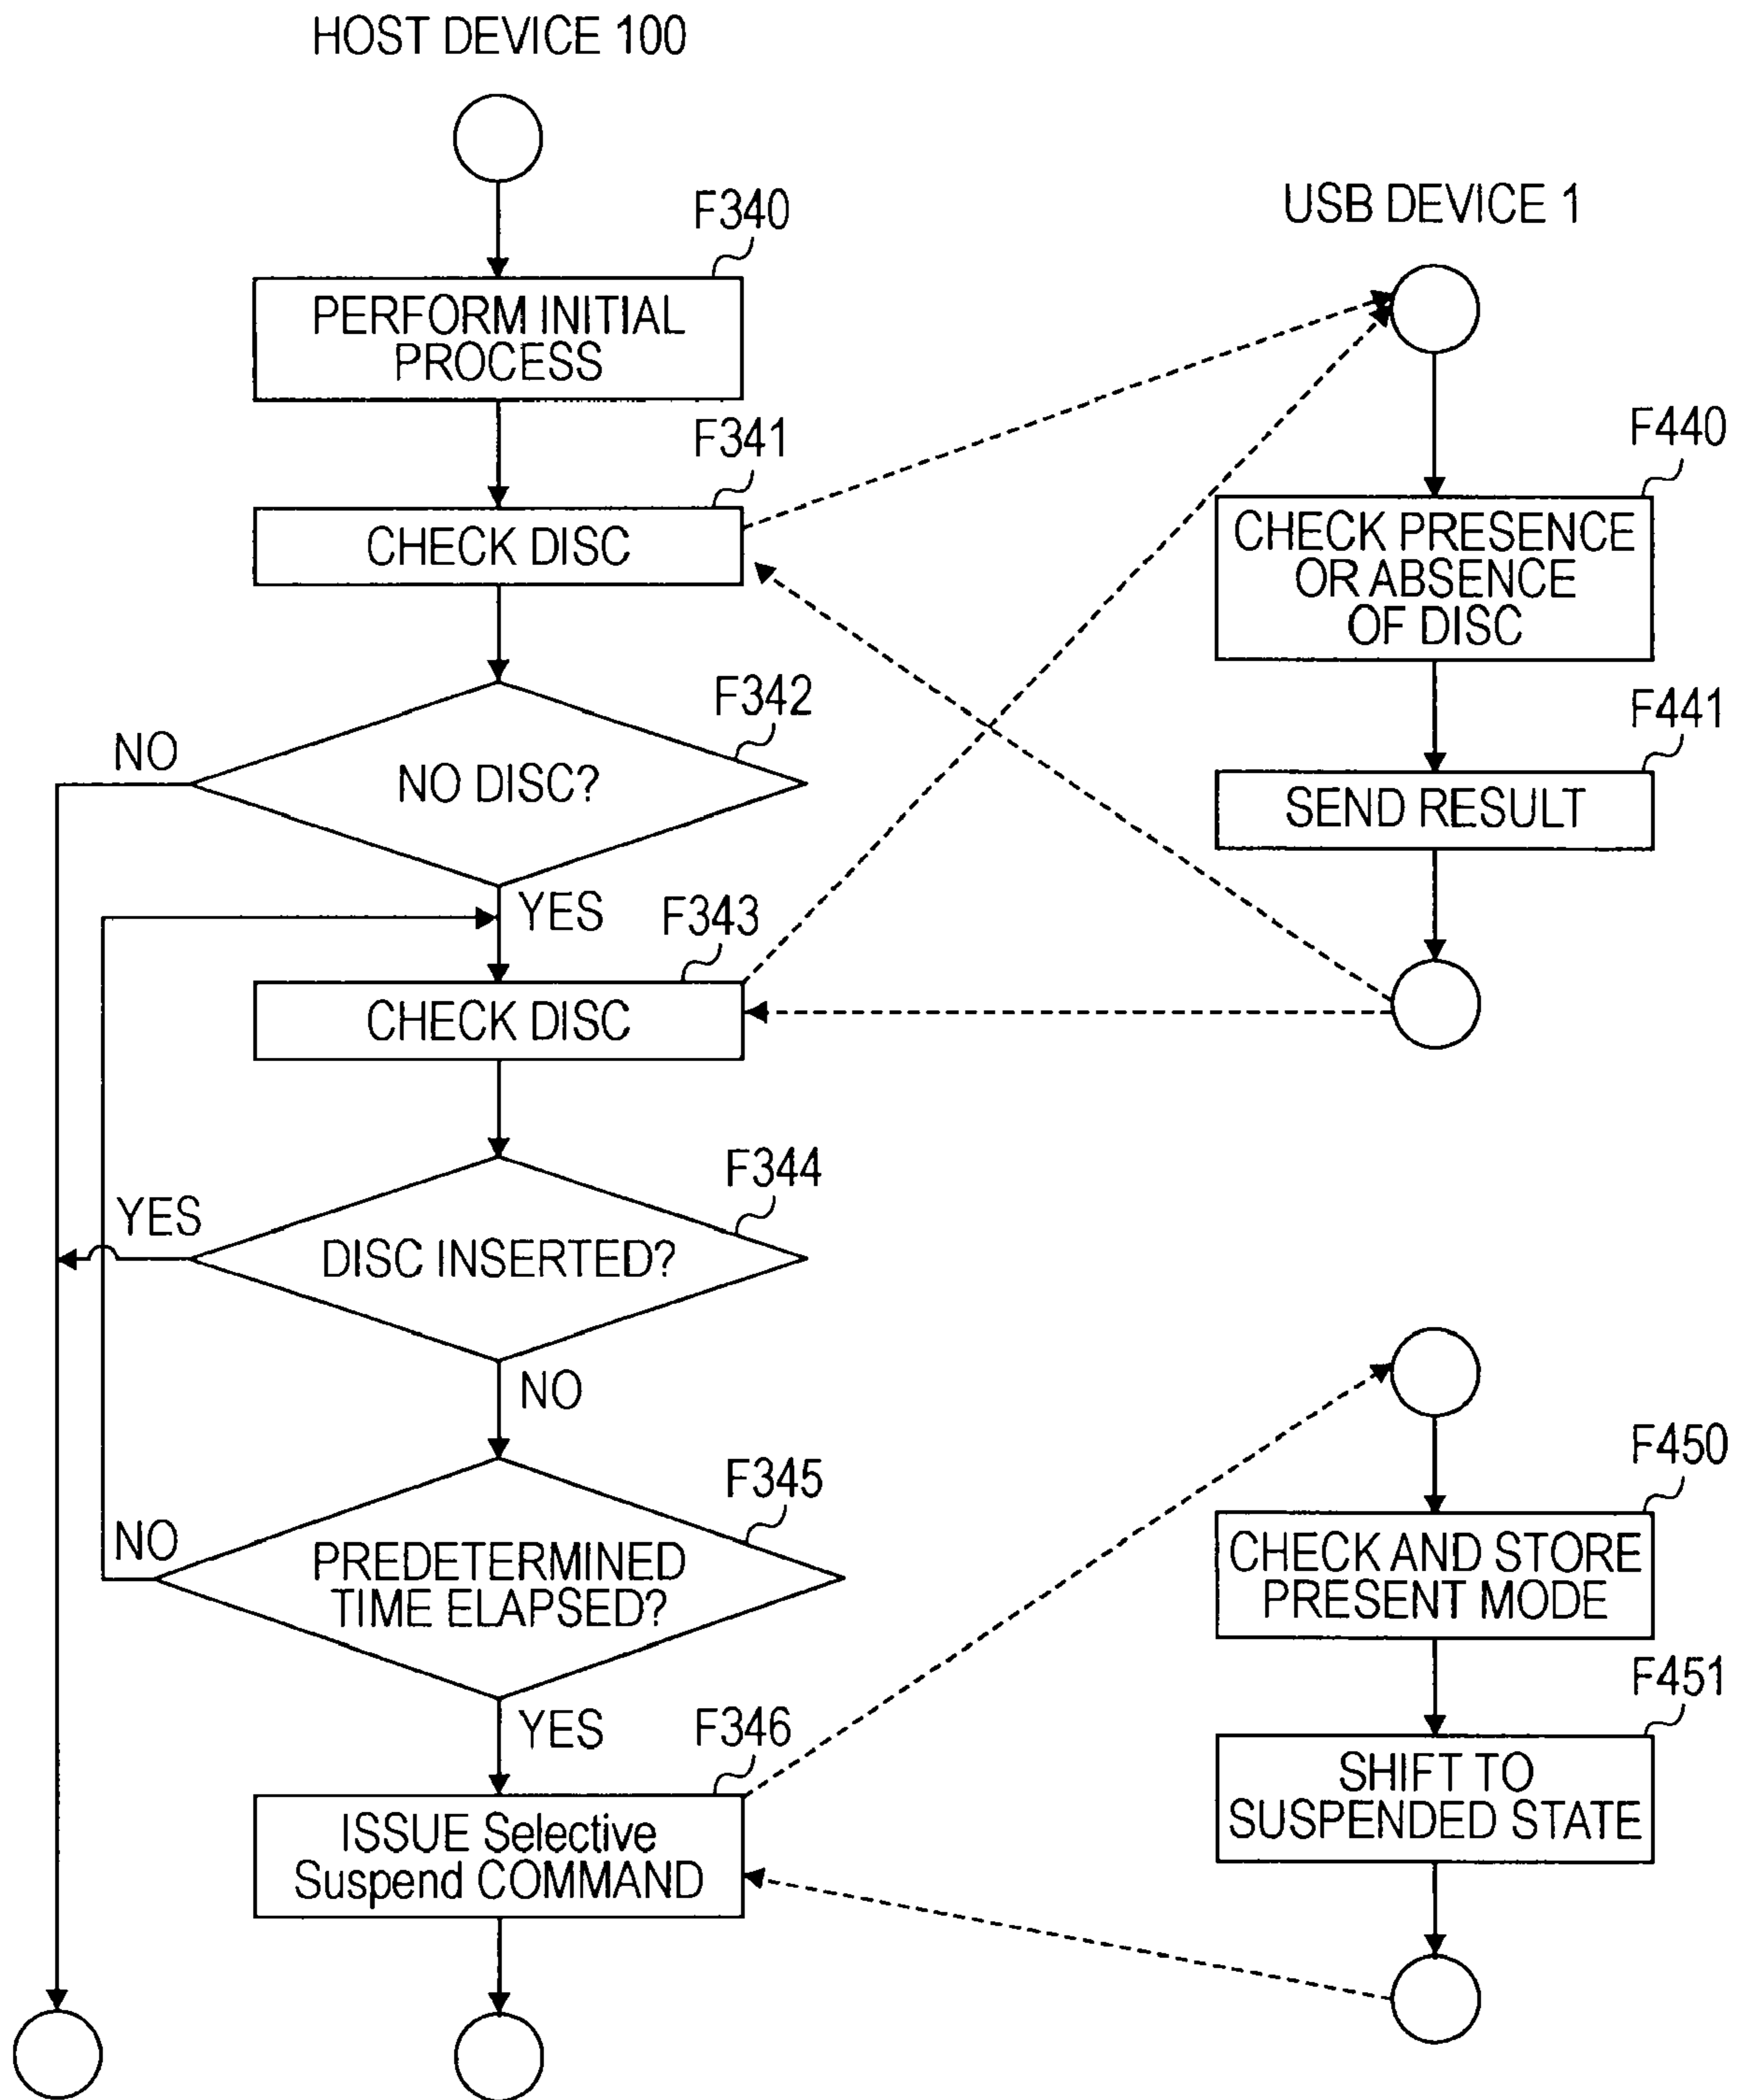 HOST DEVICE 100
F340
PERFORM INITIAL
PROCESS
F341
CHECK DISC
F342
NO
NO DISC?
YES
F343
CHECK DISC
F344
YES
DISC INSERTED?
NO
F345
NO
PREDETERMINED
TIME ELAPSED?
YES
F346
ISSUE Selective
Suspend COMMAND
USB DEVICE 1
F440
CHECK PRESENCE
OR ABSENCE
OF DISC
F441
SEND RESULT
F450
CHECK AND STORE
PRESENT MODE
F451
SHIFT TO
SUSPENDED STATE